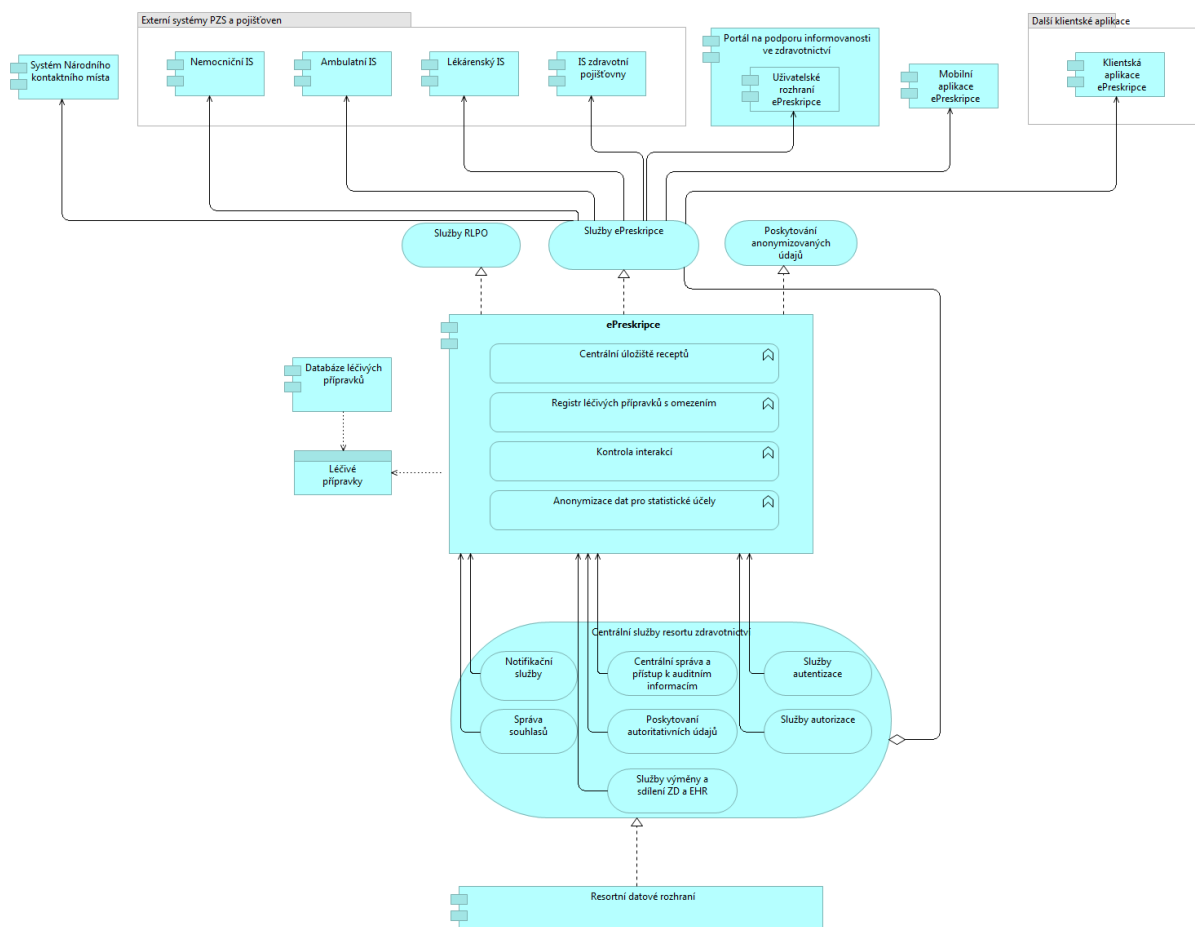 Externí systémy PZS a pojišťoven
Další klientské aplikace
Systém Národního
kontaktního místa
Nemocniční IS
Ambulatní IS
Lékárenský IS
IS zdravotní
pojišťovny
Portál na podporu informovanosti
ve zdravotnictví
Uživatelské
rozhraní
ePreskripce
Mobilní
aplikace
ePreskripce
Klientská
aplikace
ePreskripce
Služby RLPO
Služby ePreskripce
Poskytování
anonymizovaných
údajů
ePreskripce
Centrální úložiště receptů
Registr léčivých přípravků s omezením
Kontrola interakcí
Anonymizace dat pro statistické účely
Databáze léčivých
přípravků
Léčivé
přípravky
Centrální služby resortu zdravotnictví
Notifikační
služby
Centrální správa a
přístup k auditním
informacím
Služby
autentizace
Správa
souhlasů
Poskytovaní
autoritativních údajů
Služby autorizace
Služby výměny a
sdílení ZD a EHR
Resortní datové rozhraní